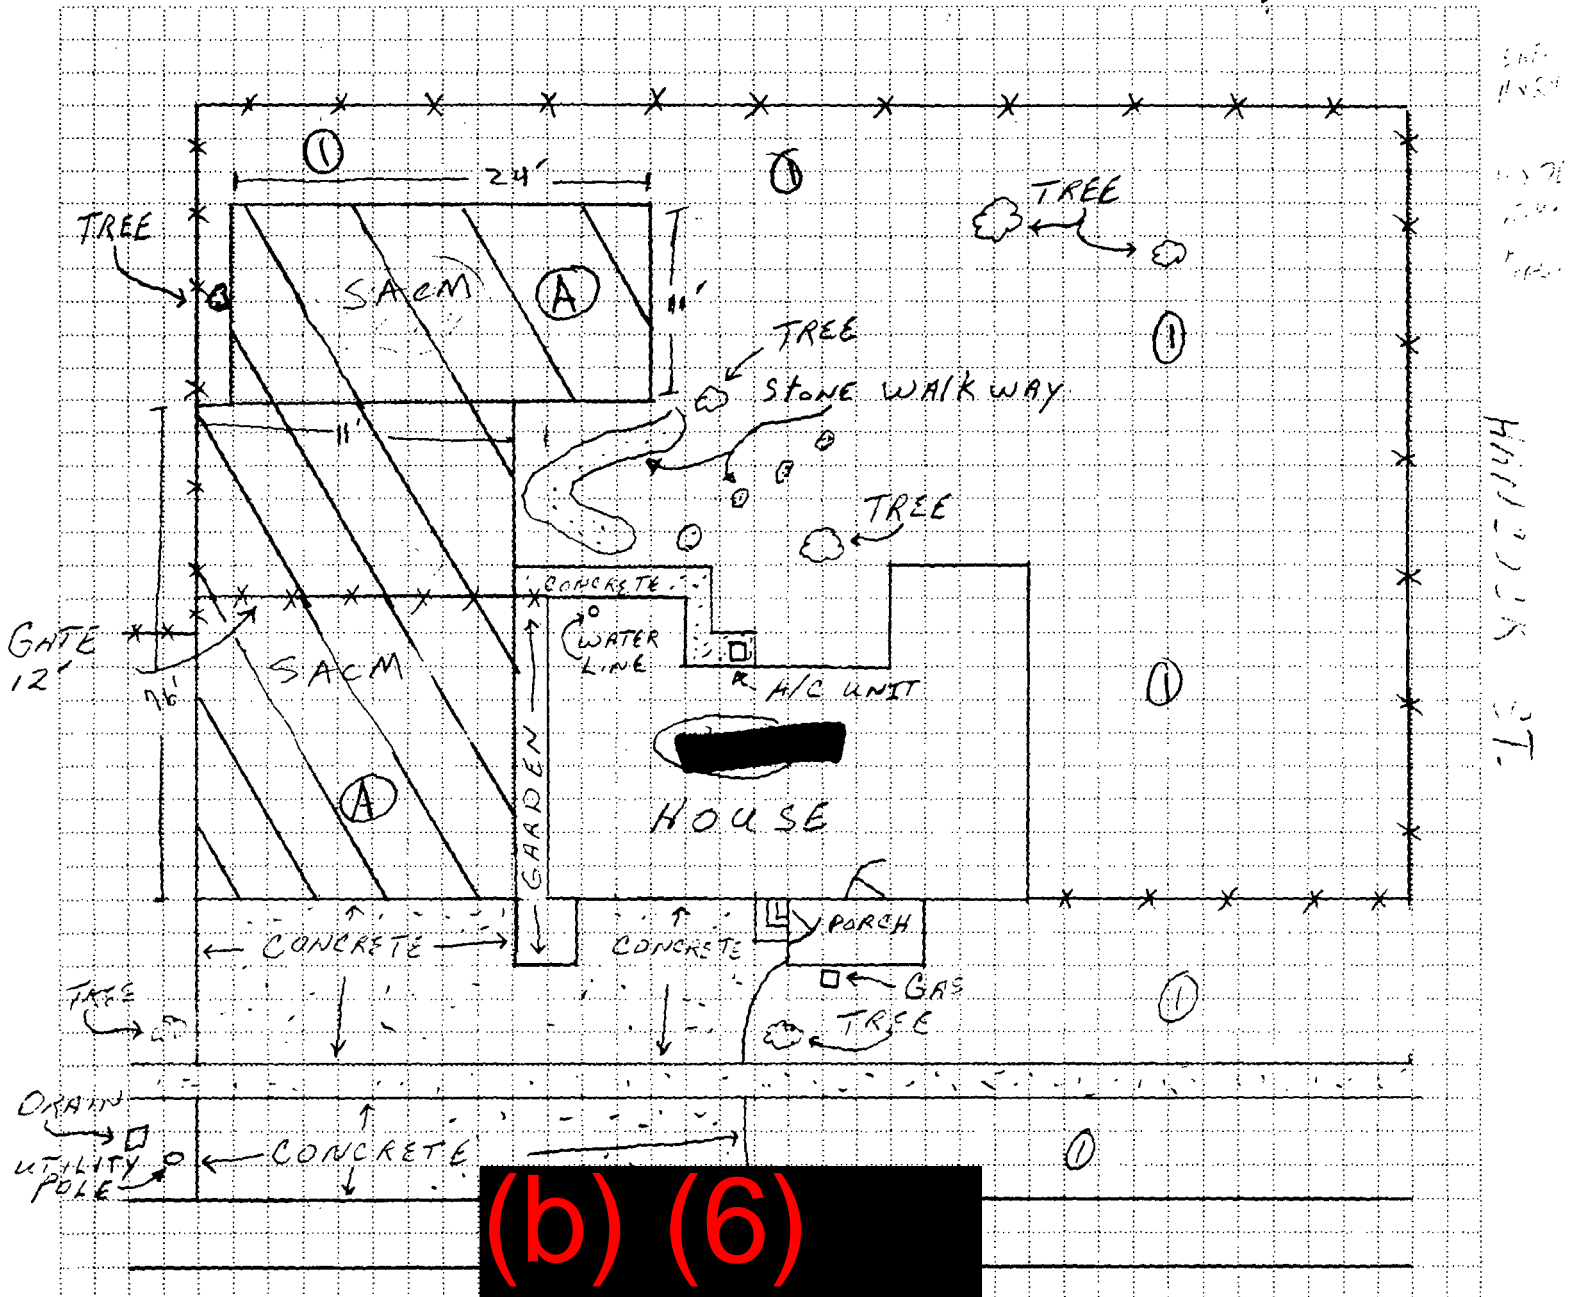 1
1
24'
TREE
TREE
SACM
A
11'
1
TREE
STONE WALKWAY
11'
TREE
CONCRETE
GATE
12'
WATER
LINE
SACM
A/C UNIT
1
GARDEN
A
HOUSE
PORCH
CONCRETE
CONCRETE
GAS
TREE
TREE
1
DRAIN
CONCRETE
UTILITY
POLE
1
(b) (6)
ST.